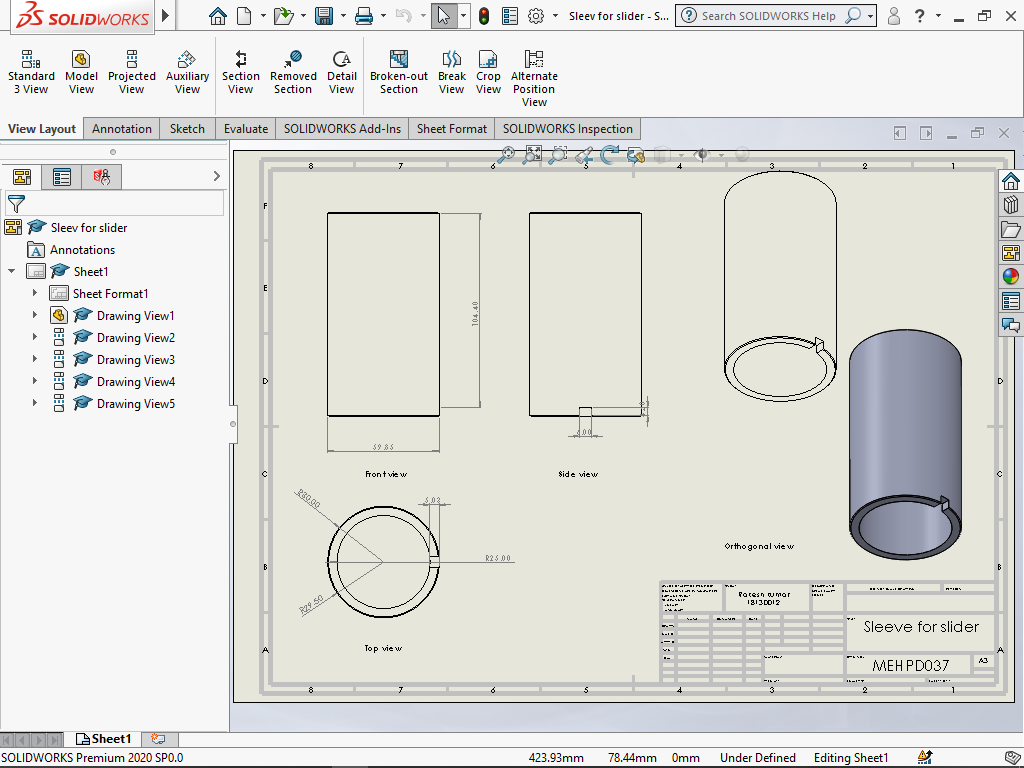 SOLIDWORKS
Sleev for slider - S...
Search SOLIDWORKS Help
Standard 3 View
Model View
Projected View
Auxiliary View
Section View
Removed Section
Detail View
Broken-out Section
Break View
Crop View
Alternate Position View
View Layout
Annotation
Sketch
Evaluate
SOLIDWORKS Add-Ins
Sheet Format
SOLIDWORKS Inspection
Sleev for slider
Annotations
Sheet1
Sheet Format1
Drawing View1
Drawing View2
Drawing View3
Drawing View4
Drawing View5
8 7 6 5 4 3 2 1
F
E
D
C
B
A
D
C
B
A
104.40
59.85
Front view
Side view
R30.00
R25.00
R29.50
Top view
Orthogonal view
18130012
Sleeve for slider
MEH PD037
A3
8 7 6 5 4 3 2 1
Sheet1
SOLIDWORKS Premium 2020 SP0.0
423.93mm
78.44mm
0mm
Under Defined
Editing Sheet1